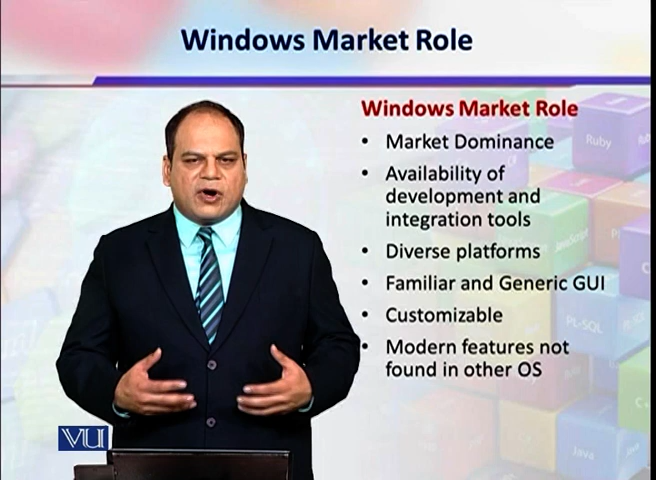 Windows Market Role
Windows Market Role
• Market Dominance
• Availability of
development and
integration tools
• Diverse platforms
• Familiar and Generic GUI
• Customizable
• Modern features not
found in other OS
Ruby
JavaScript
PL-SQL
Java
VU